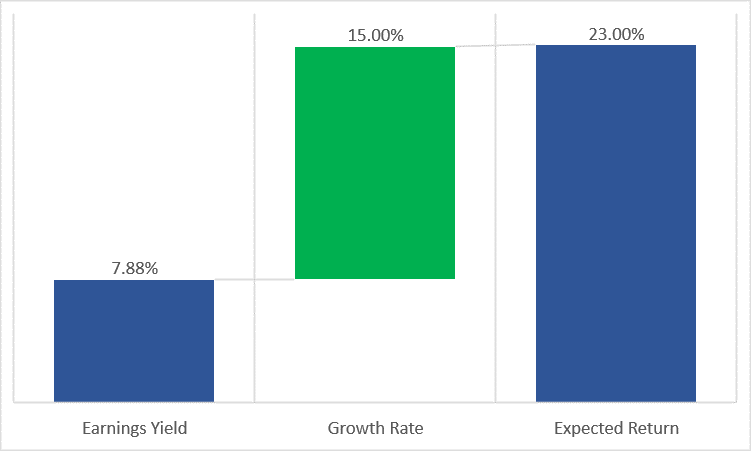 15.00%
23.00%
7.88%
Earnings Yield
Growth Rate
Expected Return